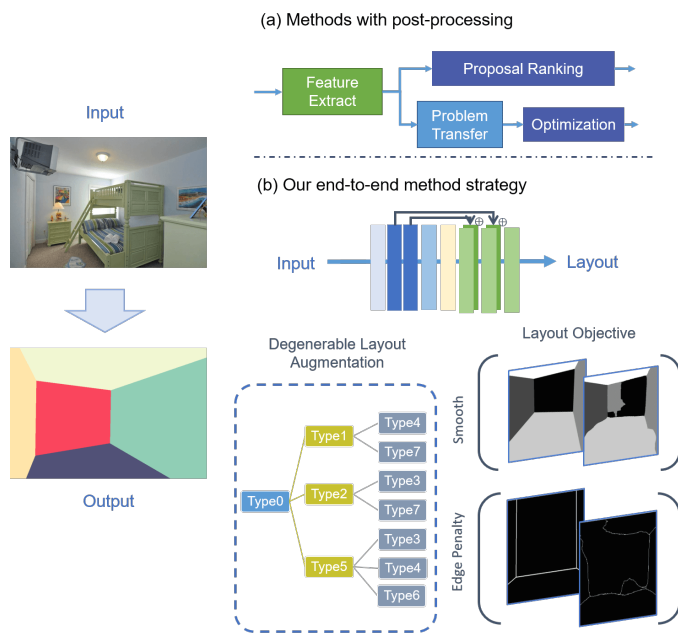 (a) Methods with post-processing
Feature
Extract
Proposal Ranking
Problem
Transfer
Optimization
Input
Output
(b) Our end-to-end method strategy
⊕
⊕
Input
Layout
Degenerable Layout
Augmentation
Type0
Type1
Type4
Type7
Type2
Type3
Type7
Type5
Type3
Type4
Type6
Layout Objective
Smooth
Edge Penalty